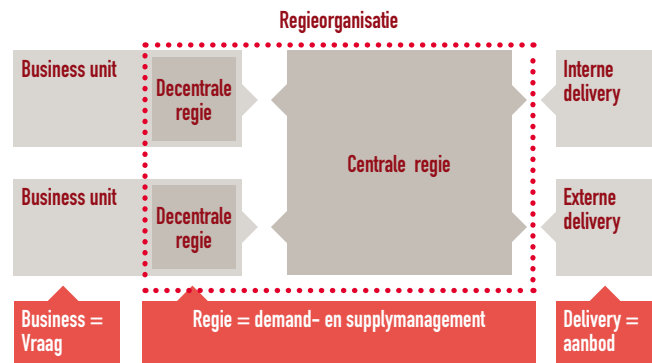 Regieorganisatie
Business unit
Decentrale
regie
Centrale regie
Interne
delivery
Business unit
Decentrale
regie
Externe
delivery
Business =
Vraag
Regie = demand- en supplymanagement
Delivery =
aanbod